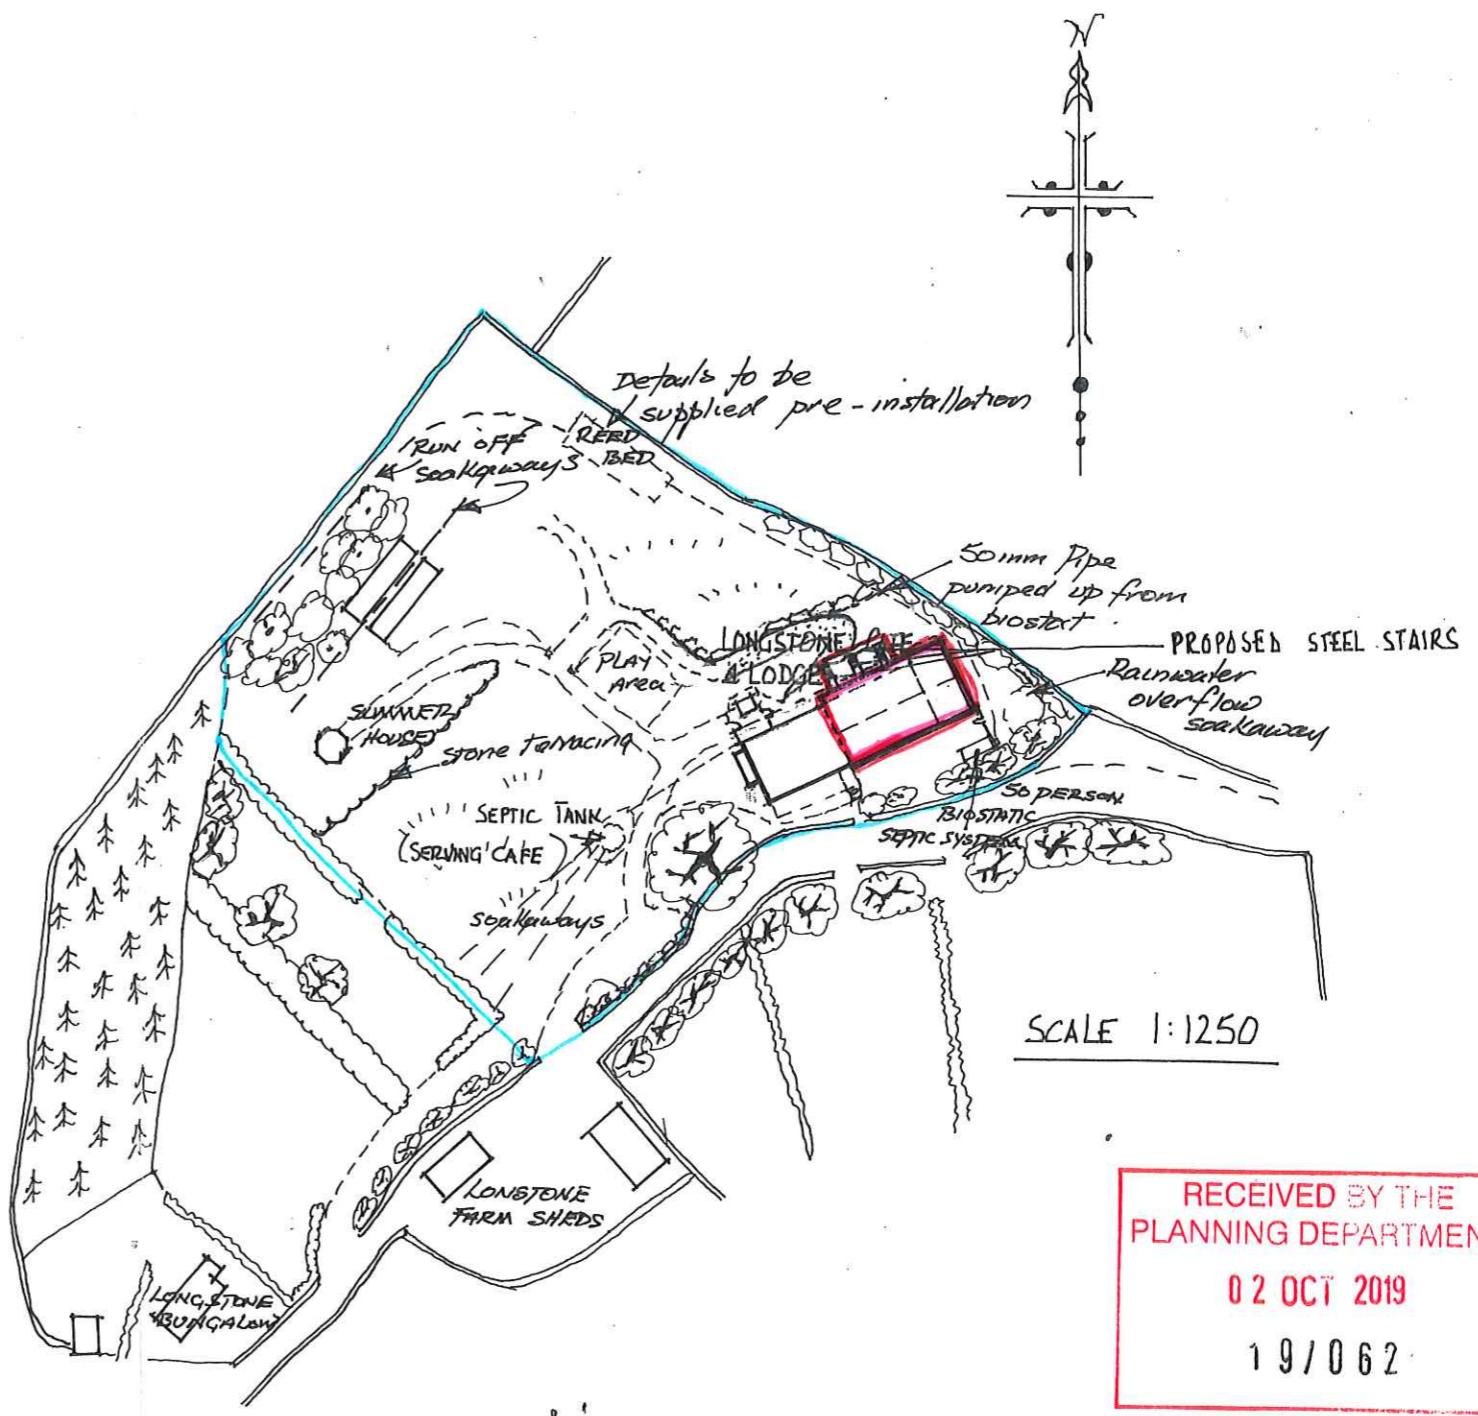 N
Details to be
supplied pre-installation
RUN OFF
soakaways
REED
BED
50mm Pipe
pumped up from
biostat
PROPOSED STEEL STAIRS
LONGSTONE
& LODGE
PLAY
Area
Rainwater
overflow
soakaway
SUMMER
HOUSE
Stone terracing
SEPTIC TANK
(SERVING CAFE)
50 PERSON
BIOSTATIC
SEPTIC SYSTEM
soakaways
SCALE 1:1250
LONSTONE
FARM SHEDS
LONGSTONE
BUNGALOW
RECEIVED BY THE
PLANNING DEPARTMEN
02 OCT 2019
19/062